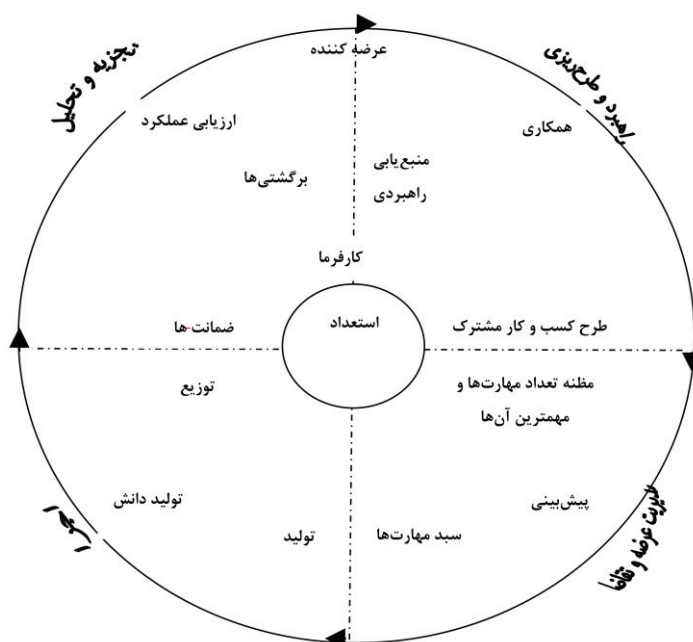 عرضه کننده
راهبرد و طرح‌ریزی
همکاری
منبع‌یابی
راهبردی
طرح کسب و کار مشترک
مدیریت عرضه و تقاضا
مظنه تعداد مهارت‌ها و
مهمترین آن‌ها
پیش‌بینی
سبد مهارت‌ها
اجرا
تولید
تولید دانش
توزیع
تجزیه و تحلیل
ضمانت‌ها
برگشتی‌ها
ارزیابی عملکرد
کارفرما
استعداد